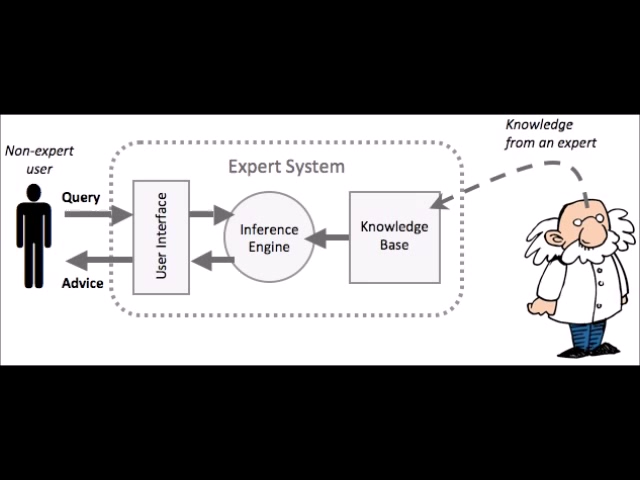 Knowledge
from an expert
Non-expert
user
Expert System
Query
User Interface
Inference
Engine
Knowledge
Base
Advice